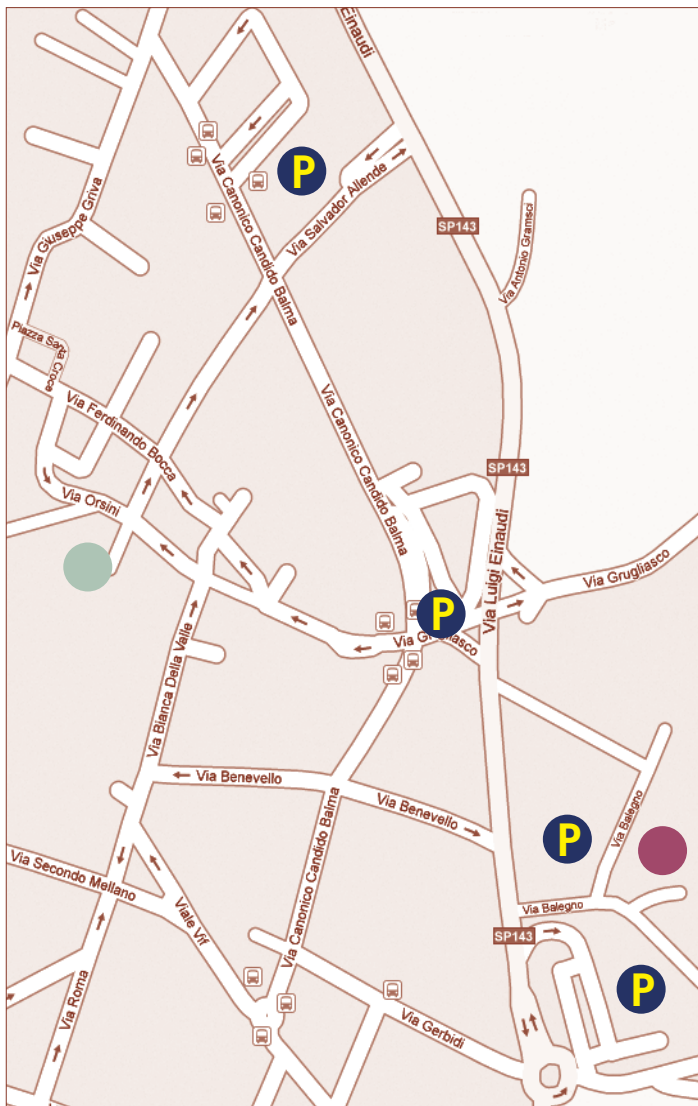 Einaudi
P
Via Canonico Candido Balma
Via Salvador Allende
Via Giuseppe Griva
SP143
Via Antonio Gramsci
Piazza Santa Croce
Via Ferdinando Bocca
Via Canonico Candido Balma
SP143
Via Orsini
Via Luigi Einaudi
Via Grugliasco
P
Via Bianca Della Valle
Via Benevello
Via Benevello
Via Canonico Candido Balma
P
Via Balegno
Via Secondo Mellano
Viale Vif
Via Balegno
SP143
P
Via Roma
Via Gerbidi